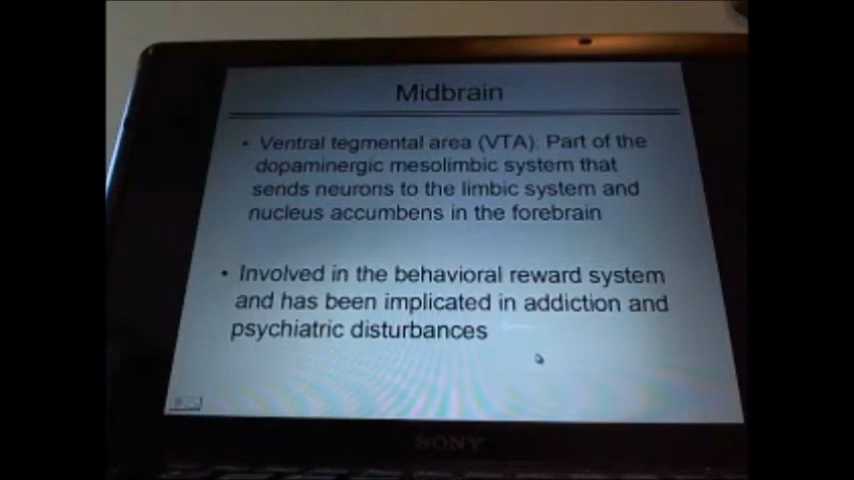 Midbrain
• Ventral tegmental area (VTA): Part of the
dopaminergic mesolimbic system that
sends neurons to the limbic system and
nucleus accumbens in the forebrain
• Involved in the behavioral reward system
and has been implicated in addiction and
psychiatric disturbances
SONY